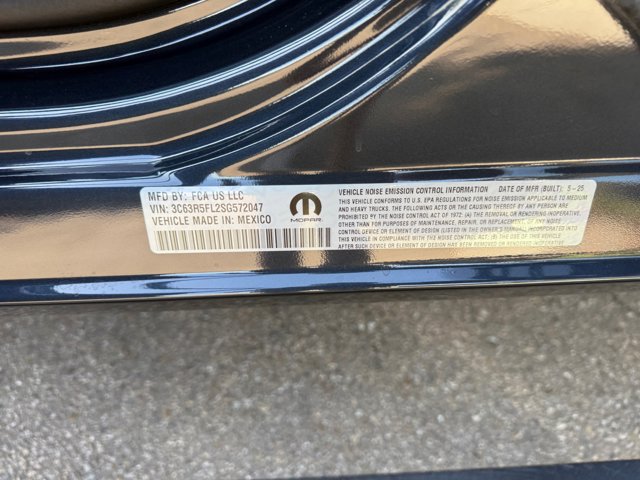 MFD BY: FCA US LLC
VIN: 3C63R5FL2SG572047
VEHICLE MADE IN: MEXICO
MOPAR
VEHICLE NOISE EMISSION CONTROL INFORMATION DATE OF MFR (BUILT): 5 - 25
THIS VEHICLE CONFORMS TO U.S. EPA REGULATIONS FOR NOISE EMISSION APPLICABLE TO MEDIUM
AND HEAVY TRUCKS. THE FOLLOWING ACTS OR THE CAUSING THEREOF BY ANY PERSON ARE
PROHIBITED BY THE NOISE CONTROL ACT OF 1972: (A) THE REMOVAL OR RENDERING INOPERATIVE,
OTHER THAN FOR PURPOSES OF MAINTENANCE, REPAIR, OR REPLACEMENT, OF ANY NOISE
CONTROL DEVICE OR ELEMENT OF DESIGN (LISTED IN THE OWNER'S MANUAL) INCORPORATED INTO
THIS VEHICLE IN COMPLIANCE WITH THE NOISE CONTROL ACT; (B) THE USE OF THIS VEHICLE
AFTER SUCH DEVICE OR ELEMENT OF DESIGN HAS BEEN REMOVED OR RENDERED INOPERATIVE.